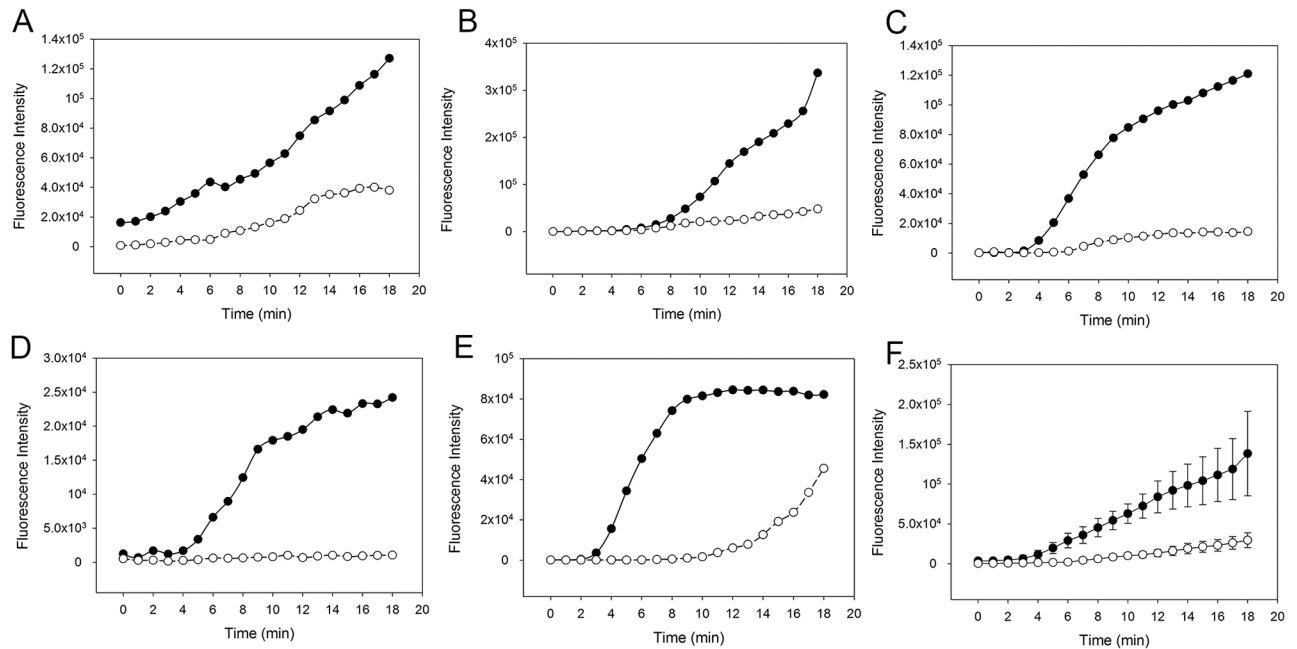 A
1.4x10⁵
1.2x10⁵
10⁵
8.0x10⁴
6.0x10⁴
4.0x10⁴
2.0x10⁴
0
Fluorescence Intensity
0 2 4 6 8 10 12 14 16 18 20
Time (min)
B
4x10⁵
3x10⁵
2x10⁵
10⁵
0
Fluorescence Intensity
0 2 4 6 8 10 12 14 16 18 20
Time (min)
C
1.4x10⁵
1.2x10⁵
10⁵
8.0x10⁴
6.0x10⁴
4.0x10⁴
2.0x10⁴
0
Fluorescence Intensity
0 2 4 6 8 10 12 14 16 18 20
Time (min)
D
3.0x10⁴
2.5x10⁴
2.0x10⁴
1.5x10⁴
10⁴
5.0x10³
0
Fluorescence Intensity
0 2 4 6 8 10 12 14 16 18 20
Time (min)
E
10⁵
8x10⁴
6x10⁴
4x10⁴
2x10⁴
0
Fluorescence Intensity
0 2 4 6 8 10 12 14 16 18 20
Time (min)
F
2.5x10⁵
2.0x10⁵
1.5x10⁵
10⁵
5.0x10⁴
0
Fluorescence Intensity
0 2 4 6 8 10 12 14 16 18 20
Time (min)